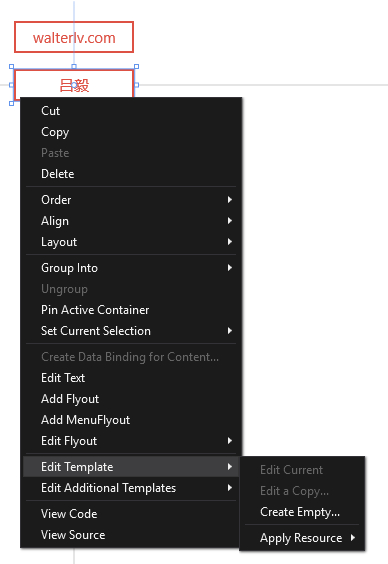 walterlv.com
吕毅
Cut
Copy
Paste
Delete
Order
Align
Layout
Group Into
Ungroup
Pin Active Container
Set Current Selection
Create Data Binding for Content...
Edit Text
Add Flyout
Add MenuFlyout
Edit Flyout
Edit Template
Edit Additional Templates
View Code
View Source
Edit Current
Edit a Copy...
Create Empty...
Apply Resource